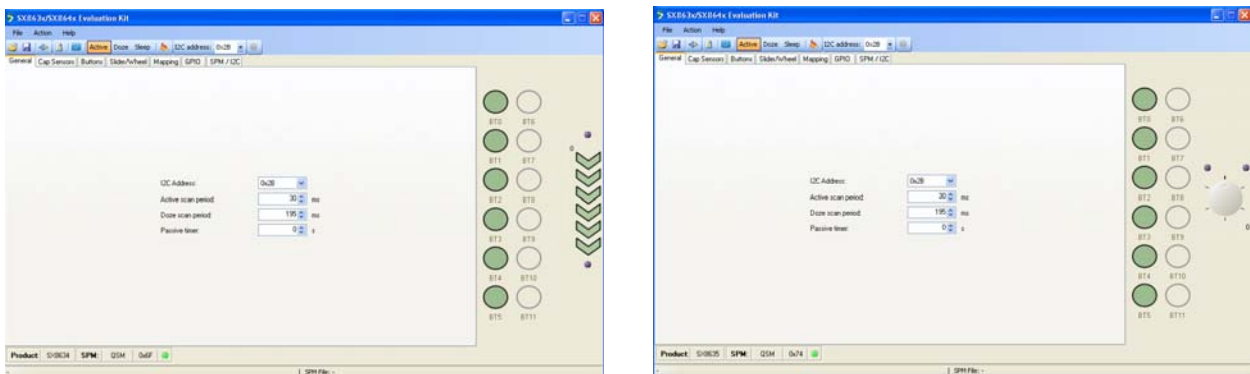 SX863x/SX864x Evaluation Kit
File Action Help
Active Doze Sleep I2C address: 0x2B
General Cap Sensors Buttons Slider/Wheel Mapping GPIO SPM / I2C
BT0 BT6
0
BT1 BT7
I2C Address: 0x2B
Active scan period: 30 ms
BT2 BT8
Doze scan period: 195 ms
Passive timer: 0 s
BT3 BT9
BT4 BT10
BT5 BT11
Product: SX8634 SPM: QSM 0x6F
- | SPM File: -
SX863x/SX864x Evaluation Kit
File Action Help
Active Doze Sleep I2C address: 0x2B
General Cap Sensors Buttons Slider/Wheel Mapping GPIO SPM / I2C
BT0 BT6
BT1 BT7
I2C Address: 0x2B
Active scan period: 30 ms
BT2 BT8
Doze scan period: 195 ms
0
Passive timer: 0 s
BT3 BT9
BT4 BT10
BT5 BT11
Product: SX8635 SPM: QSM 0x74
- | SPM File: -